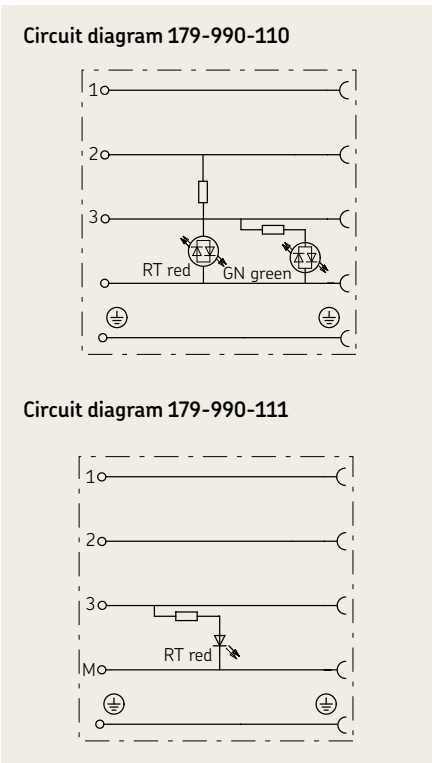 Circuit diagram 179-990-110
1
2
3
RT red
GN green
Circuit diagram 179-990-111
1
2
3
RT red
M